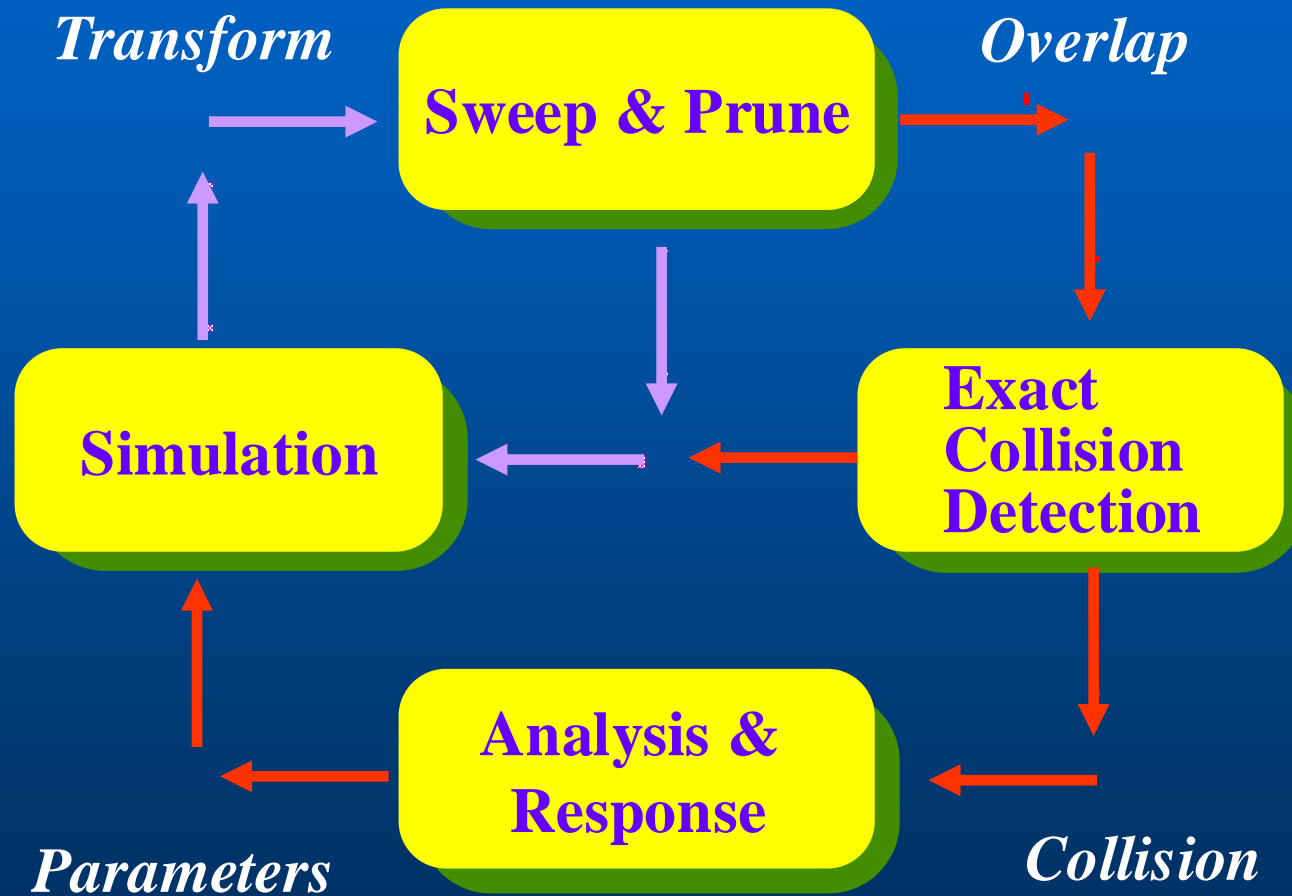 Transform
Overlap
Sweep & Prune
Simulation
Exact
Collision
Detection
Analysis &
Response
Parameters
Collision